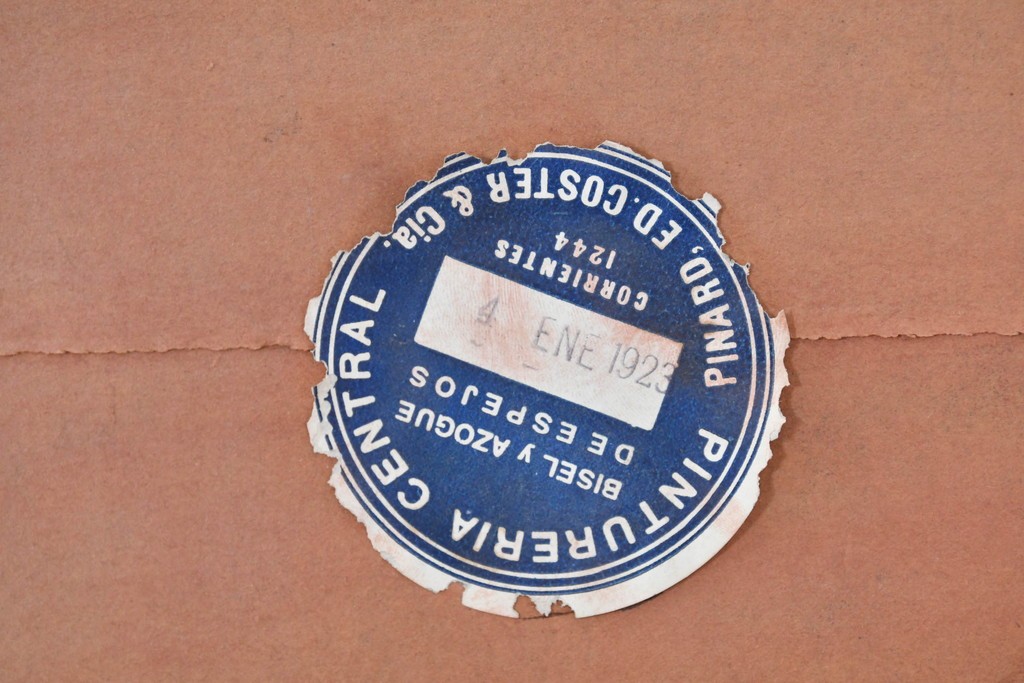 PINTURERIA CENTRAL
BISEL y AZOGUE
DE ESPEJOS
4 ENE 1923
CORRIENTES
1244
PINARD, ED. COSTER & Cia.